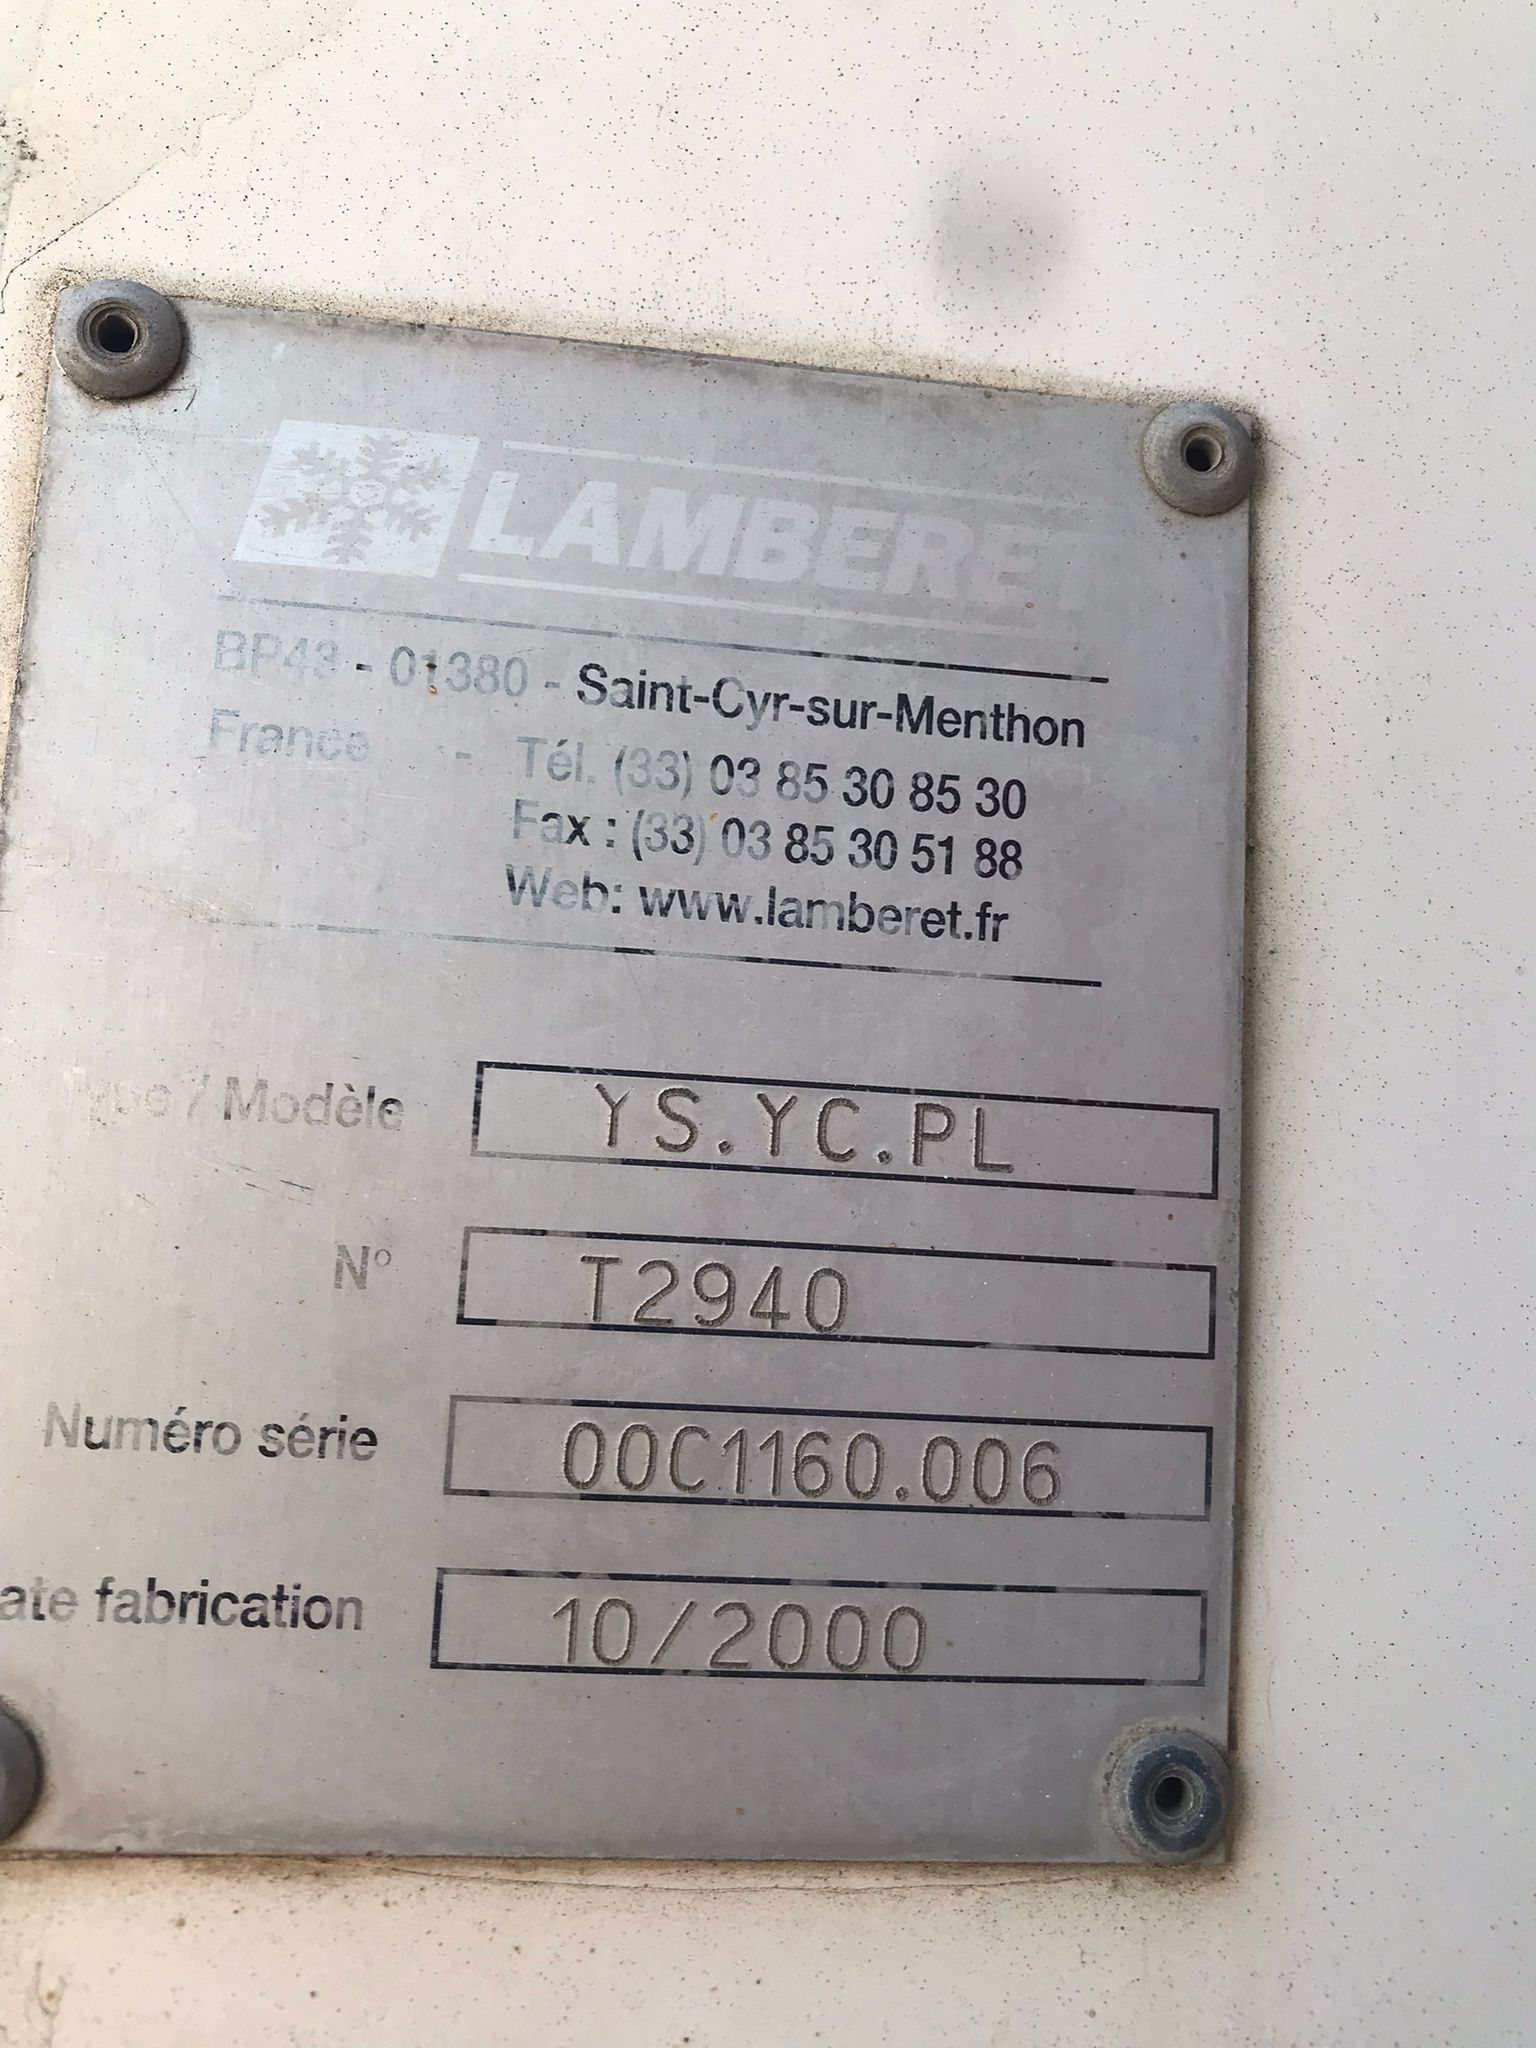 LAMBERET
BP43 - 01380 - Saint-Cyr-sur-Menthon
France - Tél. (33) 03 85 30 85 30
Fax : (33) 03 85 30 51 88
Web: www.lamberet.fr
Type / Modèle YS.YC.PL
N° T2940
Numéro série 00C1160.006
ate fabrication 10/2000